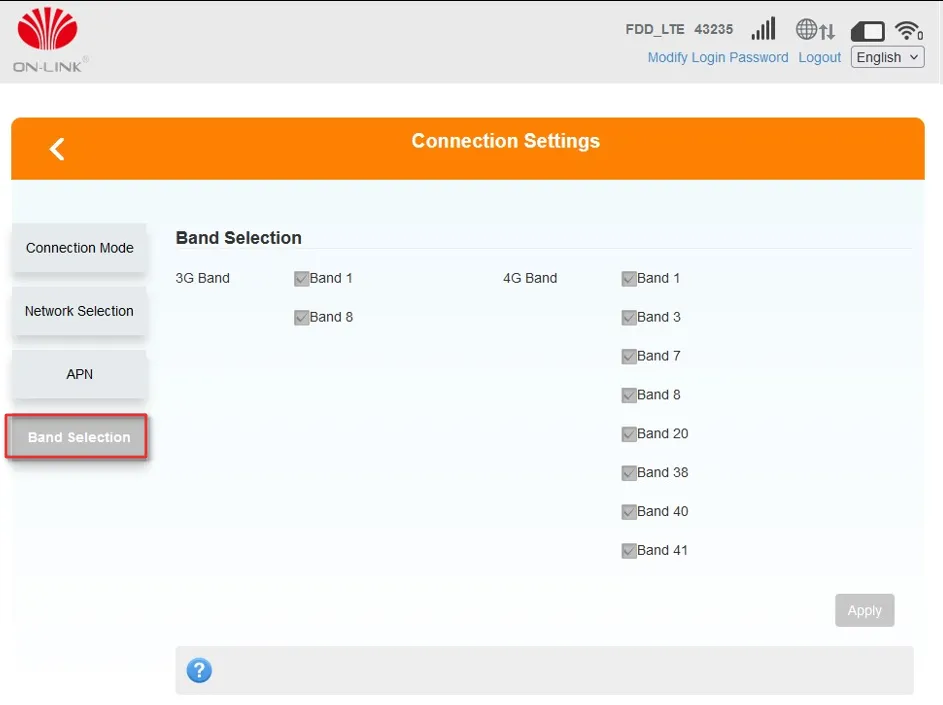 FDD_LTE 43235
ON-LINK®
Modify Login Password Logout English
Connection Settings
Connection Mode
Network Selection
APN
Band Selection
Band Selection
3G Band
Band 1
Band 8
4G Band
Band 1
Band 3
Band 7
Band 8
Band 20
Band 38
Band 40
Band 41
Apply
?